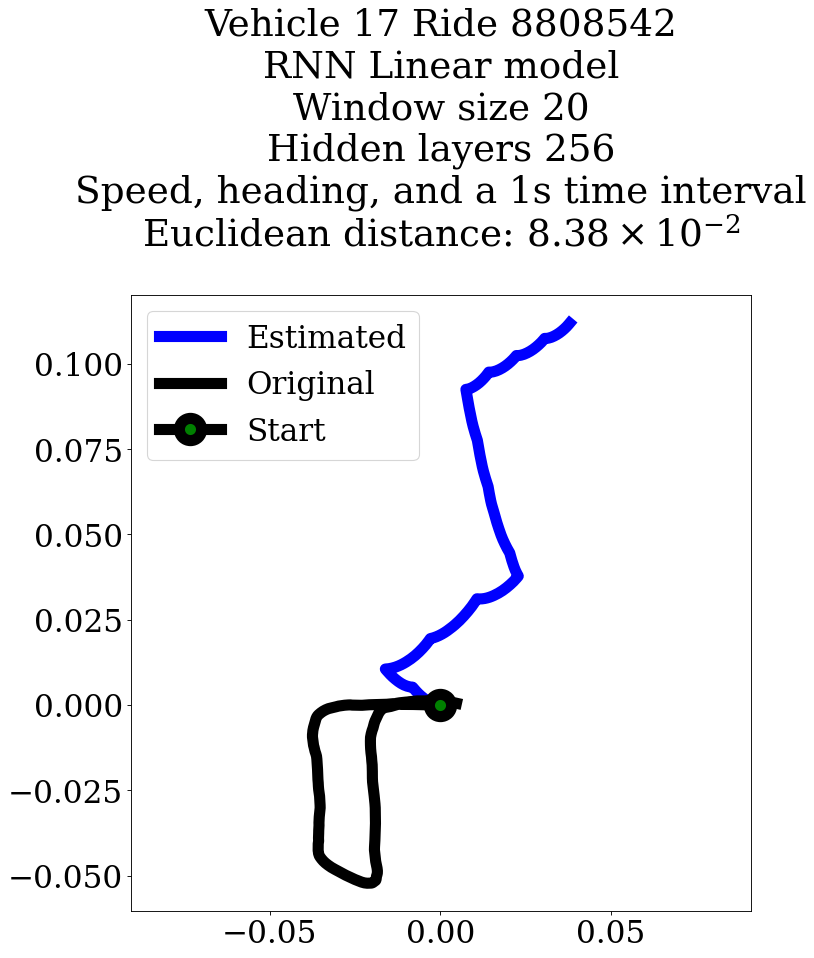 Vehicle 17 Ride 8808542
RNN Linear model
Window size 20
Hidden layers 256
Speed, heading, and a 1s time interval
Euclidean distance: 8.38 × 10⁻²
Estimated
Original
Start
0.100
0.075
0.050
0.025
0.000
−0.025
−0.050
−0.05 0.00 0.05